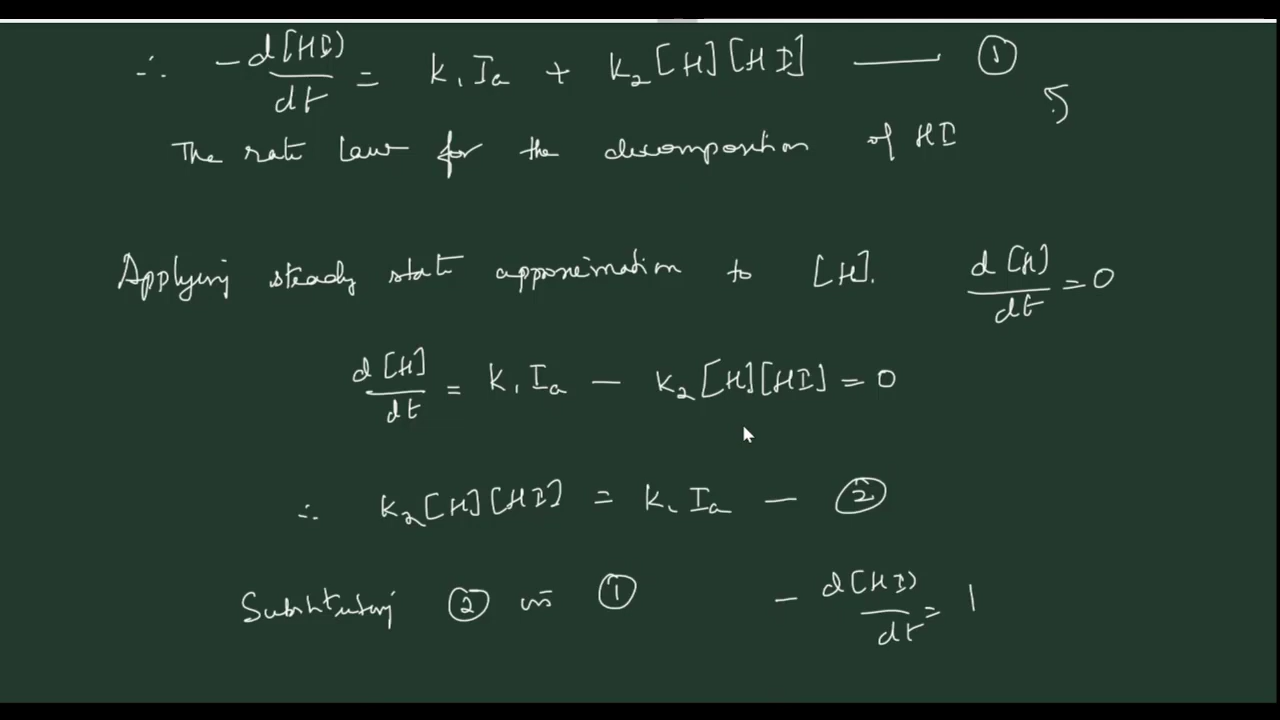 ∴ -d[HI]/dt = k₁Iₐ + k₂[H][HI] —— ①
The rate law for the decomposition of HI
Applying steady state approximation to [H]. d[H]/dt = 0
d[H]/dt = k₁Iₐ - k₂[H][HI] = 0
∴ k₂[H][HI] = k₁Iₐ - ②
Substituting ② in ① - d[HI]/dt = 1